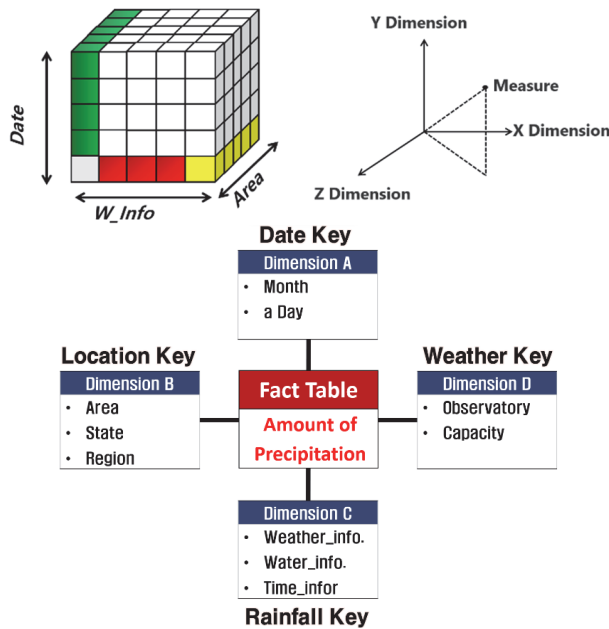 Y Dimension
Date
Measure
X Dimension
Z Dimension
Area
W_Info
Date Key
Dimension A
• Month
• a Day
Location Key
Dimension B
• Area
• State
• Region
Fact Table
Amount of
Precipitation
Weather Key
Dimension D
• Observatory
• Capacity
Dimension C
• Weather_info.
• Water_info.
• Time_infor
Rainfall Key